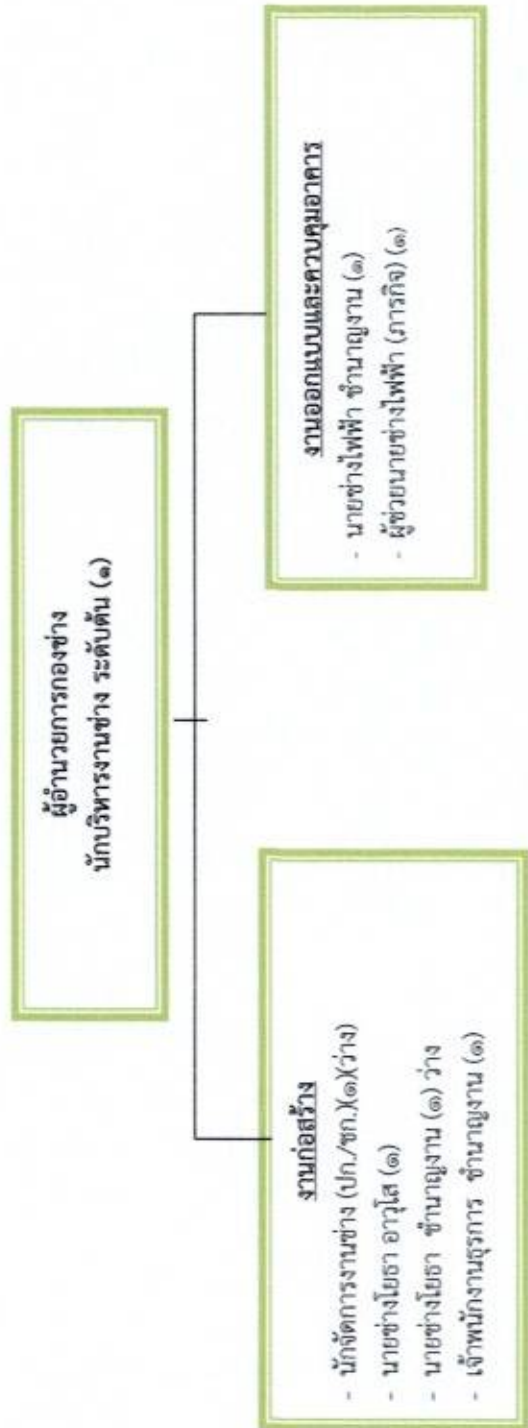 ผู้อำนวยการกองช่าง
นักบริหารงานช่าง ระดับต้น (๑)
งานก่อสร้าง
- นักจัดการงานช่าง (ปก./ชก.)(๑)(ว่าง)
- นายช่างโยธา อาวุโส (๑)
- นายช่างโยธา ชำนาญงาน (๑) ว่าง
- เจ้าพนักงานธุรการ ชำนาญงาน (๑)
งานออกแบบและควบคุมอาคาร
- นายช่างไฟฟ้า ชำนาญงาน (๑)
- ผู้ช่วยนายช่างไฟฟ้า (ภารกิจ) (๑)